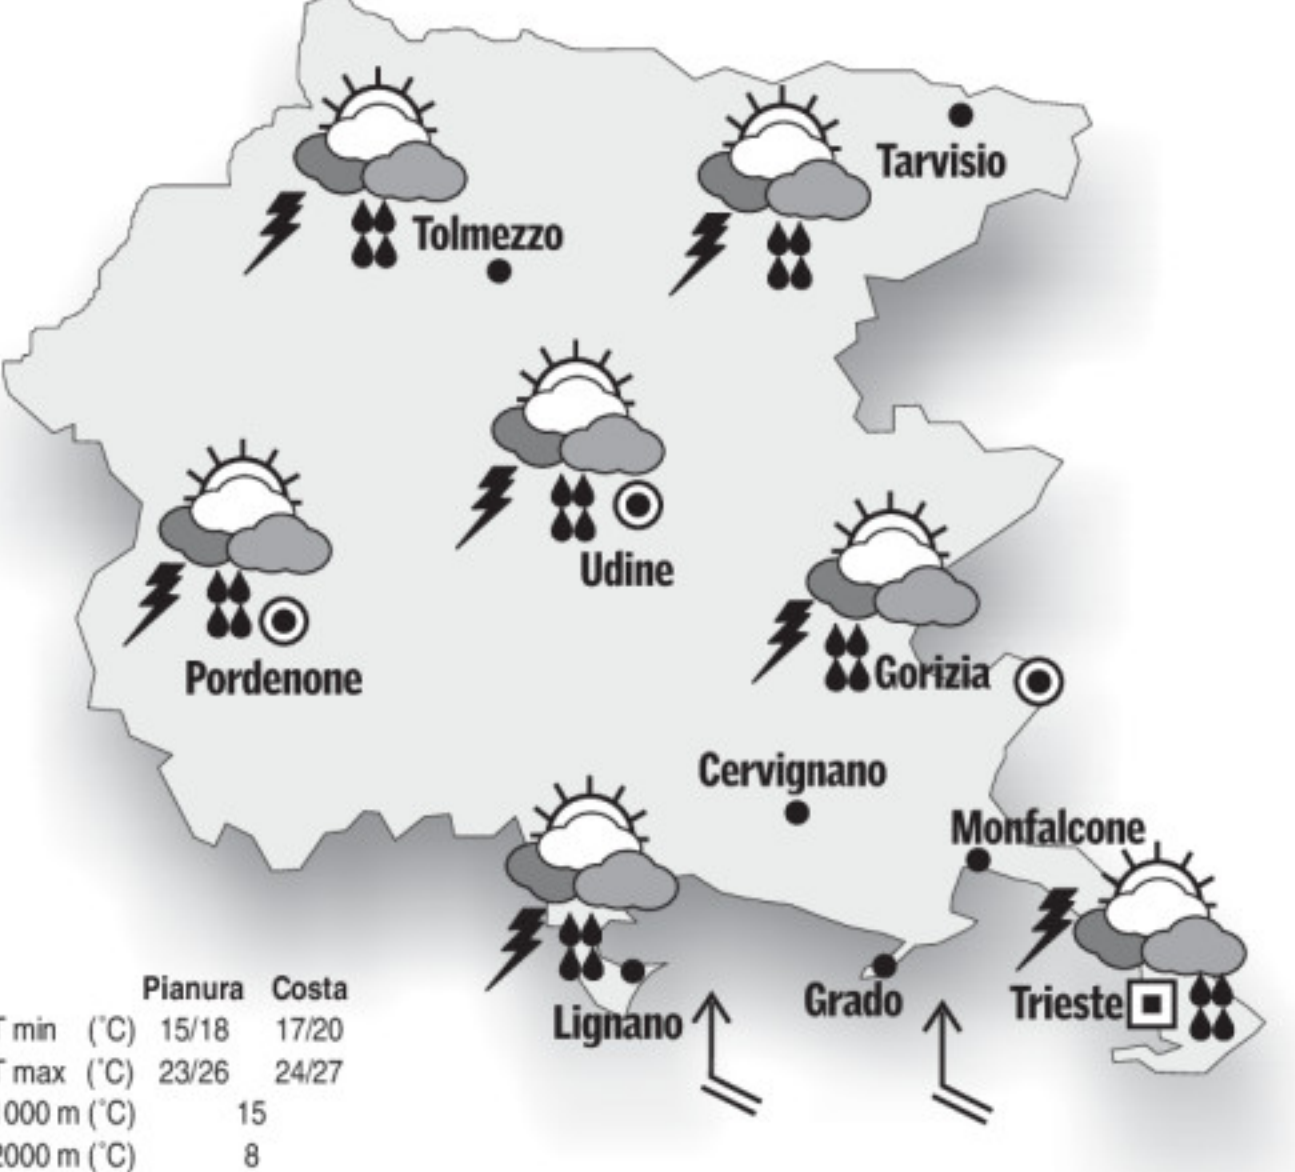 Tarvisio
Tolmezzo
Udine
Pordenone
Gorizia
Cervignano
Monfalcone
Grado
Trieste
Lignano
Pianura Costa
T min (°C) 15/18 17/20
T max (°C) 23/26 24/27
000 m (°C) 15
2000 m (°C) 8